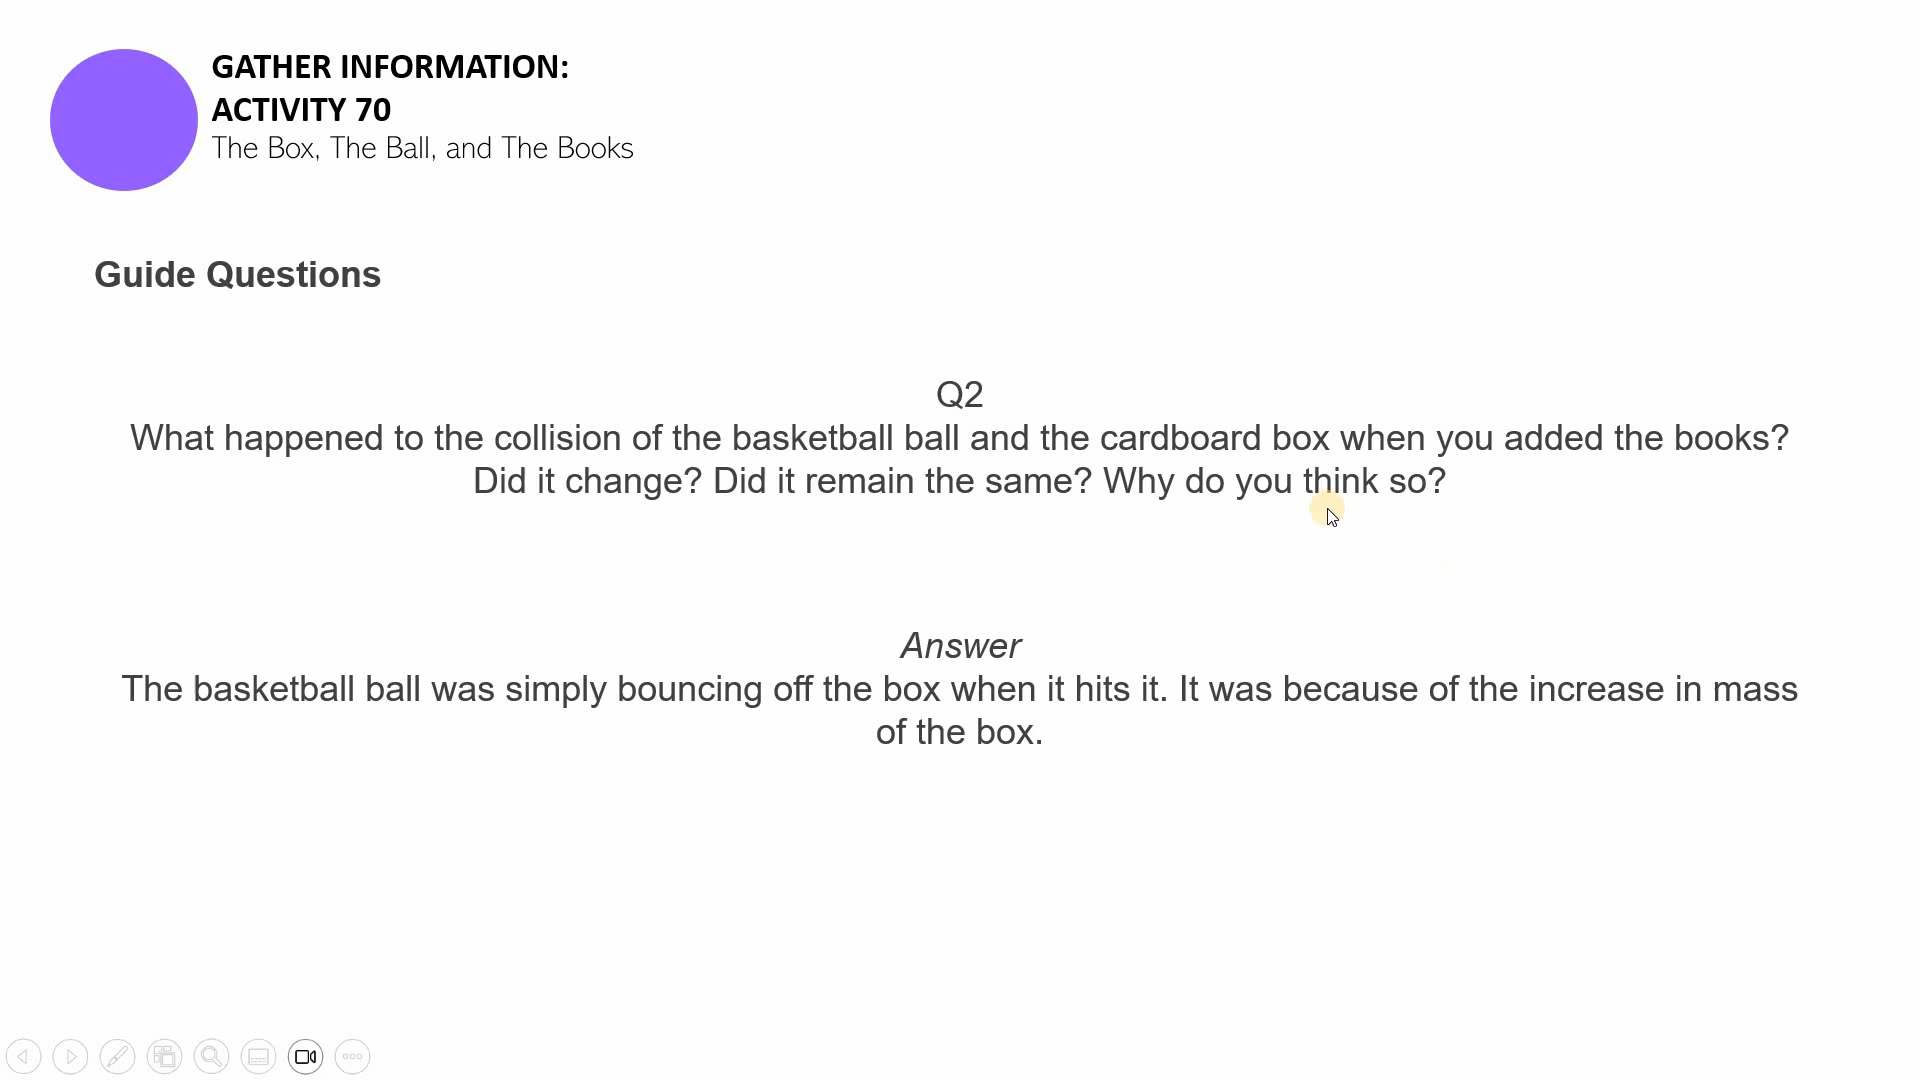 GATHER INFORMATION:
ACTIVITY 70
The Box, The Ball, and The Books
Guide Questions
Q2
What happened to the collision of the basketball ball and the cardboard box when you added the books?
Did it change? Did it remain the same? Why do you think so?
Answer
The basketball ball was simply bouncing off the box when it hits it. It was because of the increase in mass
of the box.